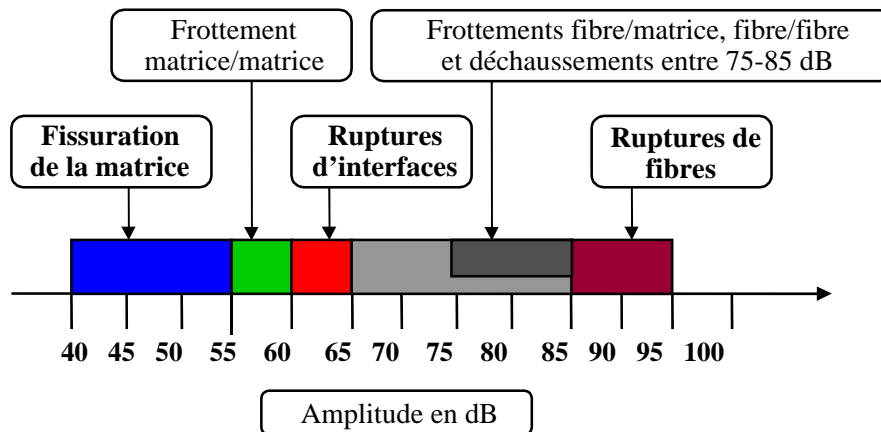 Frottement
matrice/matrice
Frottements fibre/matrice, fibre/fibre
et déchaussements entre 75-85 dB
Fissuration
de la matrice
Ruptures
d’interfaces
Ruptures de
fibres
40 45 50 55 60 65 70 75 80 85 90 95 100
Amplitude en dB